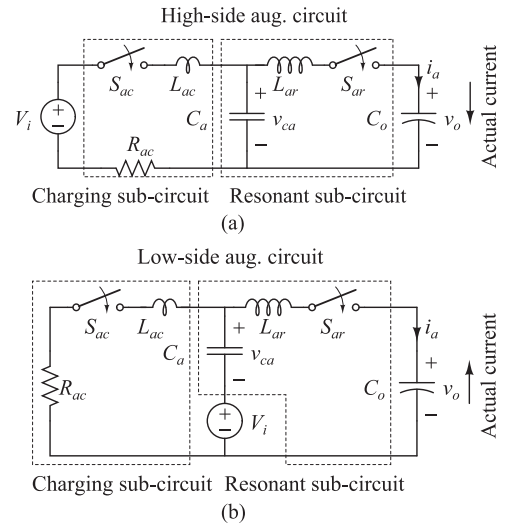 High-side aug. circuit
S_ac L_ac L_ar S_ar i_a
V_i + − C_a + v_ca − C_o + v_o − Actual current
R_ac
Charging sub-circuit Resonant sub-circuit
(a)
Low-side aug. circuit
S_ac L_ac L_ar S_ar i_a
R_ac C_a + v_ca − C_o + v_o − Actual current
+ − V_i
Charging sub-circuit Resonant sub-circuit
(b)